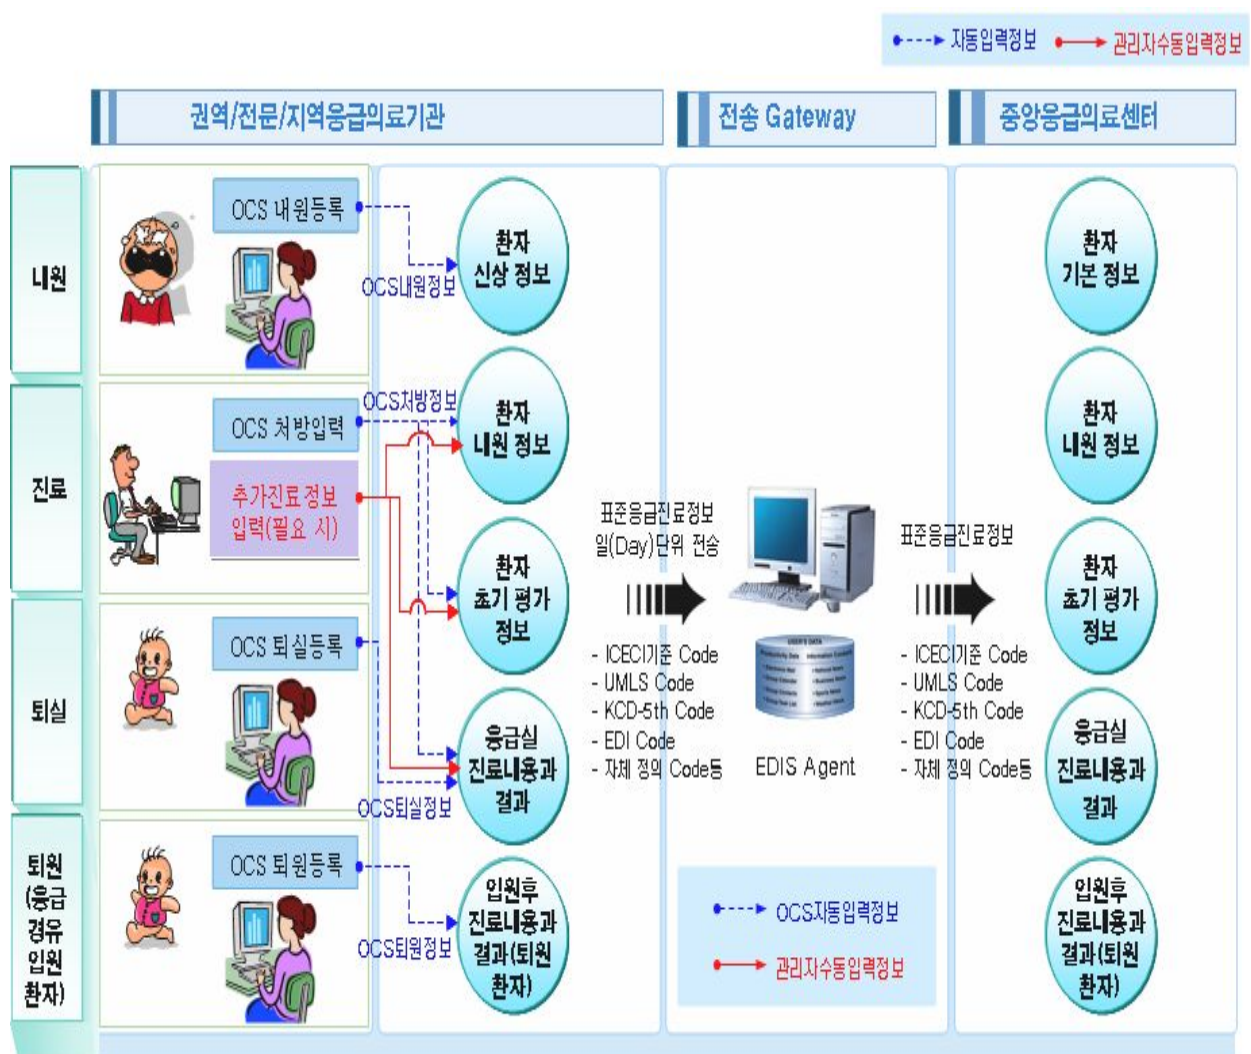 자동입력정보
관리자수동입력정보
권역/전문/지역응급의료기관
전송 Gateway
중앙응급의료센터
내원
OCS 내원등록
OCS내원정보
환자
신상 정보
환자
기본 정보
진료
OCS 처방입력
추가진료정보
입력(필요 시)
OCS처방정보
환자
내원 정보
환자
초기 평가
정보
표준응급진료정보
일(Day)단위 전송
- ICECI기준 Code
- UMLS Code
- KCD-5th Code
- EDI Code
- 자체 정의 Code등
USER'S DATA
EDIS Agent
표준응급진료정보
- ICECI기준 Code
- UMLS Code
- KCD-5th Code
- EDI Code
- 자체 정의 Code등
환자
내원 정보
환자
초기 평가
정보
퇴실
OCS 퇴실등록
OCS퇴실정보
응급실
진료내용과
결과
응급실
진료내용과
결과
퇴원
(응급
경유
입원
환자)
OCS 퇴원등록
OCS퇴원정보
입원후
진료내용과
결과(퇴원
환자)
OCS자동입력정보
관리자수동입력정보
입원후
진료내용과
결과(퇴원
환자)